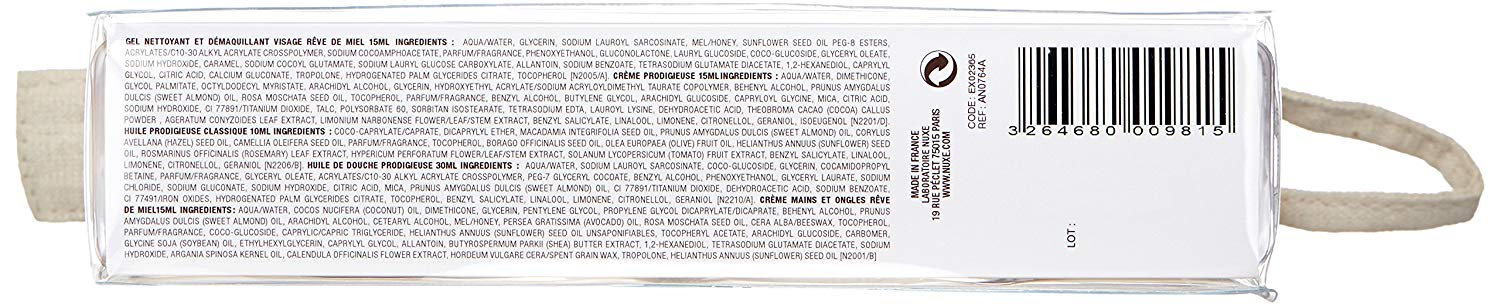 GEL NETTOYANT ET DÉMAQUILLANT VISAGE RÊVE DE MIEL 15ML INGREDIENTS : AQUA/WATER, GLYCERIN, SODIUM LAUROYL SARCOSINATE, MEL/HONEY, SUNFLOWER SEED OIL PEG-8 ESTERS,
ACRYLATES/C10-30 ALKYL ACRYLATE CROSSPOLYMER, SODIUM COCOAMPHOACETATE, PARFUM/FRAGRANCE, PHENOXYETHANOL, GLUCONOLACTONE, LAURYL GLUCOSIDE, COCO-GLUCOSIDE, GLYCERYL OLEATE,
SODIUM HYDROXIDE, CARAMEL, SODIUM COCOYL GLUTAMATE, SODIUM LAURYL GLUCOSE CARBOXYLATE, ALLANTOIN, SODIUM BENZOATE, TETRASODIUM GLUTAMATE DIACETATE, 1,2-HEXANEDIOL, CAPRYLYL
GLYCOL, CITRIC ACID, CALCIUM GLUCONATE, TROPOLONE, HYDROGENATED PALM GLYCERIDES CITRATE, TOCOPHEROL [N2005/A]. CRÈME PRODIGIEUSE 15MLINGREDIENTS : AQUA/WATER, DIMETHICONE,
GLYCOL PALMITATE, OCTYLDODECYL MYRISTATE, ARACHIDYL ALCOHOL, GLYCERIN, HYDROXYETHYL ACRYLATE/SODIUM ACRYLOYLDIMETHYL TAURATE COPOLYMER, BEHENYL ALCOHOL, PRUNUS AMYGDALUS
DULCIS (SWEET ALMOND) OIL, ROSA MOSCHATA SEED OIL, TOCOPHEROL, PARFUM/FRAGRANCE, BENZYL ALCOHOL, BUTYLENE GLYCOL, ARACHIDYL GLUCOSIDE, CAPRYLOYL GLYCINE, MICA, CITRIC ACID,
SODIUM HYDROXIDE, CI 77891/TITANIUM DIOXIDE, TALC, POLYSORBATE 60, SORBITAN ISOSTEARATE, TETRASODIUM EDTA, LAUROYL LYSINE, DEHYDROACETIC ACID, THEOBROMA CACAO (COCOA) CALLUS
POWDER , AGERATUM CONYZOIDES LEAF EXTRACT, LIMONIUM NARBONENSE FLOWER/LEAF/STEM EXTRACT, BENZYL SALICYLATE, LINALOOL, LIMONENE, CITRONELLOL, GERANIOL, ISOEUGENOL [N2201/D].
HUILE PRODIGIEUSE CLASSIQUE 10ML INGREDIENTS : COCO-CAPRYLATE/CAPRATE, DICAPRYLYL ETHER, MACADAMIA INTEGRIFOLIA SEED OIL, PRUNUS AMYGDALUS DULCIS (SWEET ALMOND) OIL, CORYLUS
AVELLANA (HAZEL) SEED OIL, CAMELLIA OLEIFERA SEED OIL, PARFUM/FRAGRANCE, TOCOPHEROL, BORAGO OFFICINALIS SEED OIL, OLEA EUROPAEA (OLIVE) FRUIT OIL, HELIANTHUS ANNUUS (SUNFLOWER)
SEED OIL, ROSMARINUS OFFICINALIS (ROSEMARY) LEAF EXTRACT, HYPERICUM PERFORATUM FLOWER/LEAF/STEM EXTRACT, SOLANUM LYCOPERSICUM (TOMATO) FRUIT EXTRACT, BENZYL SALICYLATE, LINALOOL,
LIMONENE, CITRONELLOL, GERANIOL [N2206/B]. HUILE DE DOUCHE PRODIGIEUSE 30ML INGREDIENTS : AQUA/WATER, SODIUM LAUROYL SARCOSINATE, COCO-GLUCOSIDE, GLYCERIN, COCAMIDOPROPYL
BETAINE, PARFUM/FRAGRANCE, GLYCERYL OLEATE, ACRYLATES/C10-30 ALKYL ACRYLATE CROSSPOLYMER, PEG-7 GLYCERYL COCOATE, BENZYL ALCOHOL, PHENOXYETHANOL, GLYCERYL LAURATE, SODIUM
CHLORIDE, SODIUM GLUCONATE, SODIUM HYDROXIDE, CITRIC ACID, MICA, PRUNUS AMYGDALUS DULCIS (SWEET ALMOND) OIL, CI 77891/TITANIUM DIOXIDE, DEHYDROACETIC ACID, SODIUM BENZOATE,
CI 77491/IRON OXIDES, HYDROGENATED PALM GLYCERIDES CITRATE, TOCOPHEROL, BENZYL SALICYLATE, LINALOOL, LIMONENE, CITRONELLOL, GERANIOL [N2210/A]. CRÈME MAINS ET ONGLES RÊVE
DE MIEL15ML INGREDIENTS: AQUA/WATER, COCOS NUCIFERA (COCONUT) OIL, DIMETHICONE, GLYCERIN, PENTYLENE GLYCOL, PROPYLENE GLYCOL DICAPRYLATE/DICAPRATE, BEHENYL ALCOHOL, PRUNUS
AMYGDALUS DULCIS (SWEET ALMOND) OIL, ARACHIDYL ALCOHOL, CETEARYL ALCOHOL, MEL/HONEY, PERSEA GRATISSIMA (AVOCADO) OIL, ROSA MOSCHATA SEED OIL, CERA ALBA/BEESWAX, TOCOPHEROL,
PARFUM/FRAGRANCE, COCO-GLUCOSIDE, CAPRYLIC/CAPRIC TRIGLYCERIDE, HELIANTHUS ANNUUS (SUNFLOWER) SEED OIL UNSAPONIFIABLES, TOCOPHERYL ACETATE, ARACHIDYL GLUCOSIDE, CARBOMER,
GLYCINE SOJA (SOYBEAN) OIL, ETHYLHEXYLGLYCERIN, CAPRYLYL GLYCOL, ALLANTOIN, BUTYROSPERMUM PARKII (SHEA) BUTTER EXTRACT, 1,2-HEXANEDIOL, TETRASODIUM GLUTAMATE DIACETATE, SODIUM
HYDROXIDE, ARGANIA SPINOSA KERNEL OIL, CALENDULA OFFICINALIS FLOWER EXTRACT, HORDEUM VULGARE CERA/SPENT GRAIN WAX, TROPOLONE, HELIANTHUS ANNUUS (SUNFLOWER) SEED OIL [N2001/B]
MADE IN FRANCE
LABORATOIRE NUXE
19 RUE PÉCLET 75015 PARIS
WWW.NUXE.COM
CODE: EX02365
REF: AN0764A
3 264680 009815
LOT :